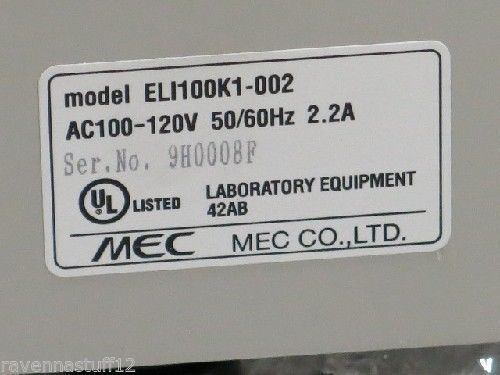 model ELI100K1-002
AC100-120V 50/60Hz 2.2A
Ser.No. 9H0008F
UL LISTED LABORATORY EQUIPMENT
42AB
MEC MEC CO.,LTD.
ravennastuff12